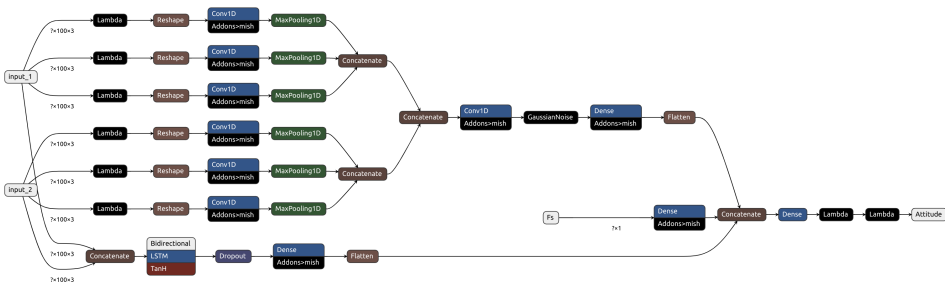 Lambda Reshape Conv1D MaxPooling1D
Addons>mish
?×100×3
Lambda Reshape Conv1D MaxPooling1D Concatenate
Addons>mish
?×100×3
input_1
Lambda Reshape Conv1D MaxPooling1D
Addons>mish
?×100×3
Concatenate Conv1D GaussianNoise Dense Flatten
Addons>mish Addons>mish
Lambda Reshape Conv1D MaxPooling1D
Addons>mish
?×100×3
Lambda Reshape Conv1D MaxPooling1D Concatenate
Addons>mish
?×100×3
input_2
Lambda Reshape Conv1D MaxPooling1D
Addons>mish
?×100×3
Fs Dense Concatenate Dense Lambda Lambda Attitude
?×1 Addons>mish
Bidirectional
?×100×3 Concatenate LSTM Dropout Dense Flatten
TanH Addons>mish
?×100×3